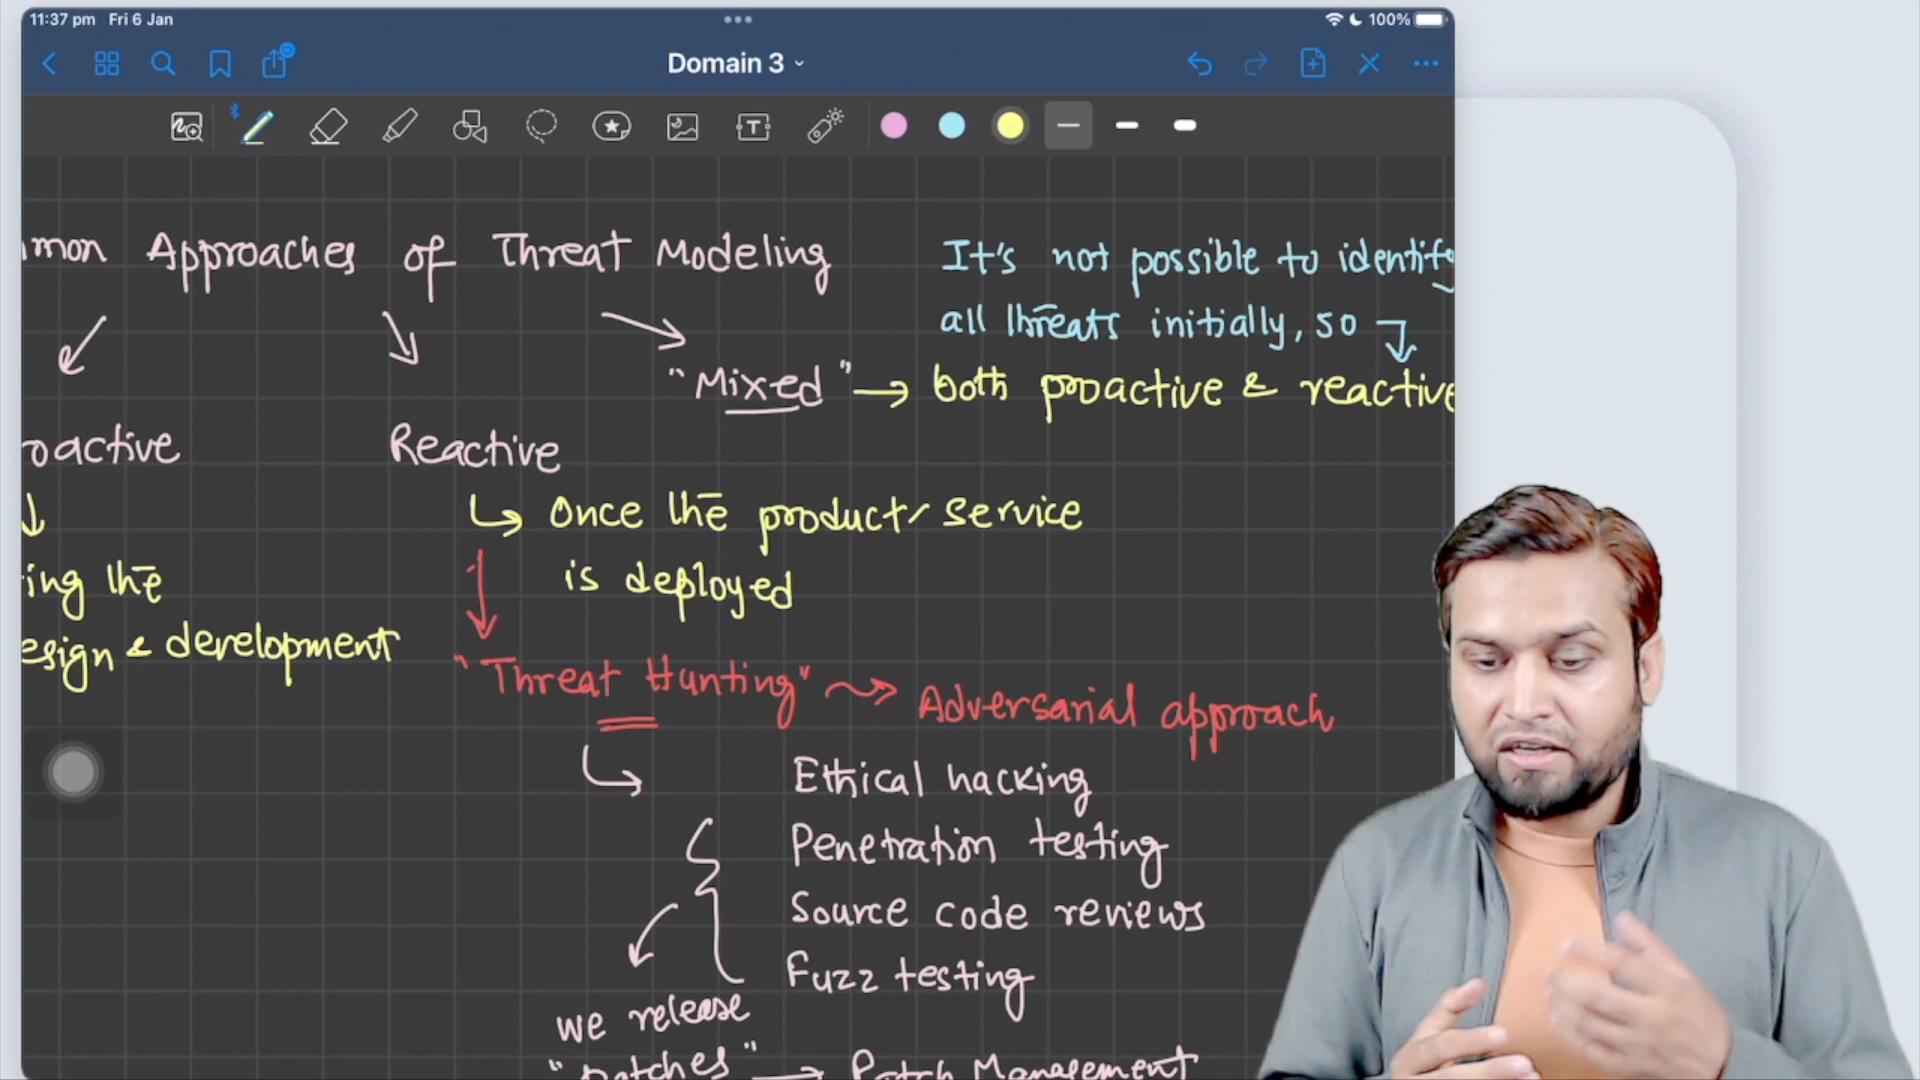 11:37 pm Fri 6 Jan
100%
Domain 3
mmon Approaches of Threat Modeling
It's not possible to identify
all threats initially, so
"Mixed" → both proactive & reactive
oactive
Reactive
Once the product/service
is deployed
ing the
esign & development
"Threat Hunting" → Adversarial approach
Ethical hacking
Penetration testing
Source code reviews
Fuzz testing
we release
"patches" → Patch Management